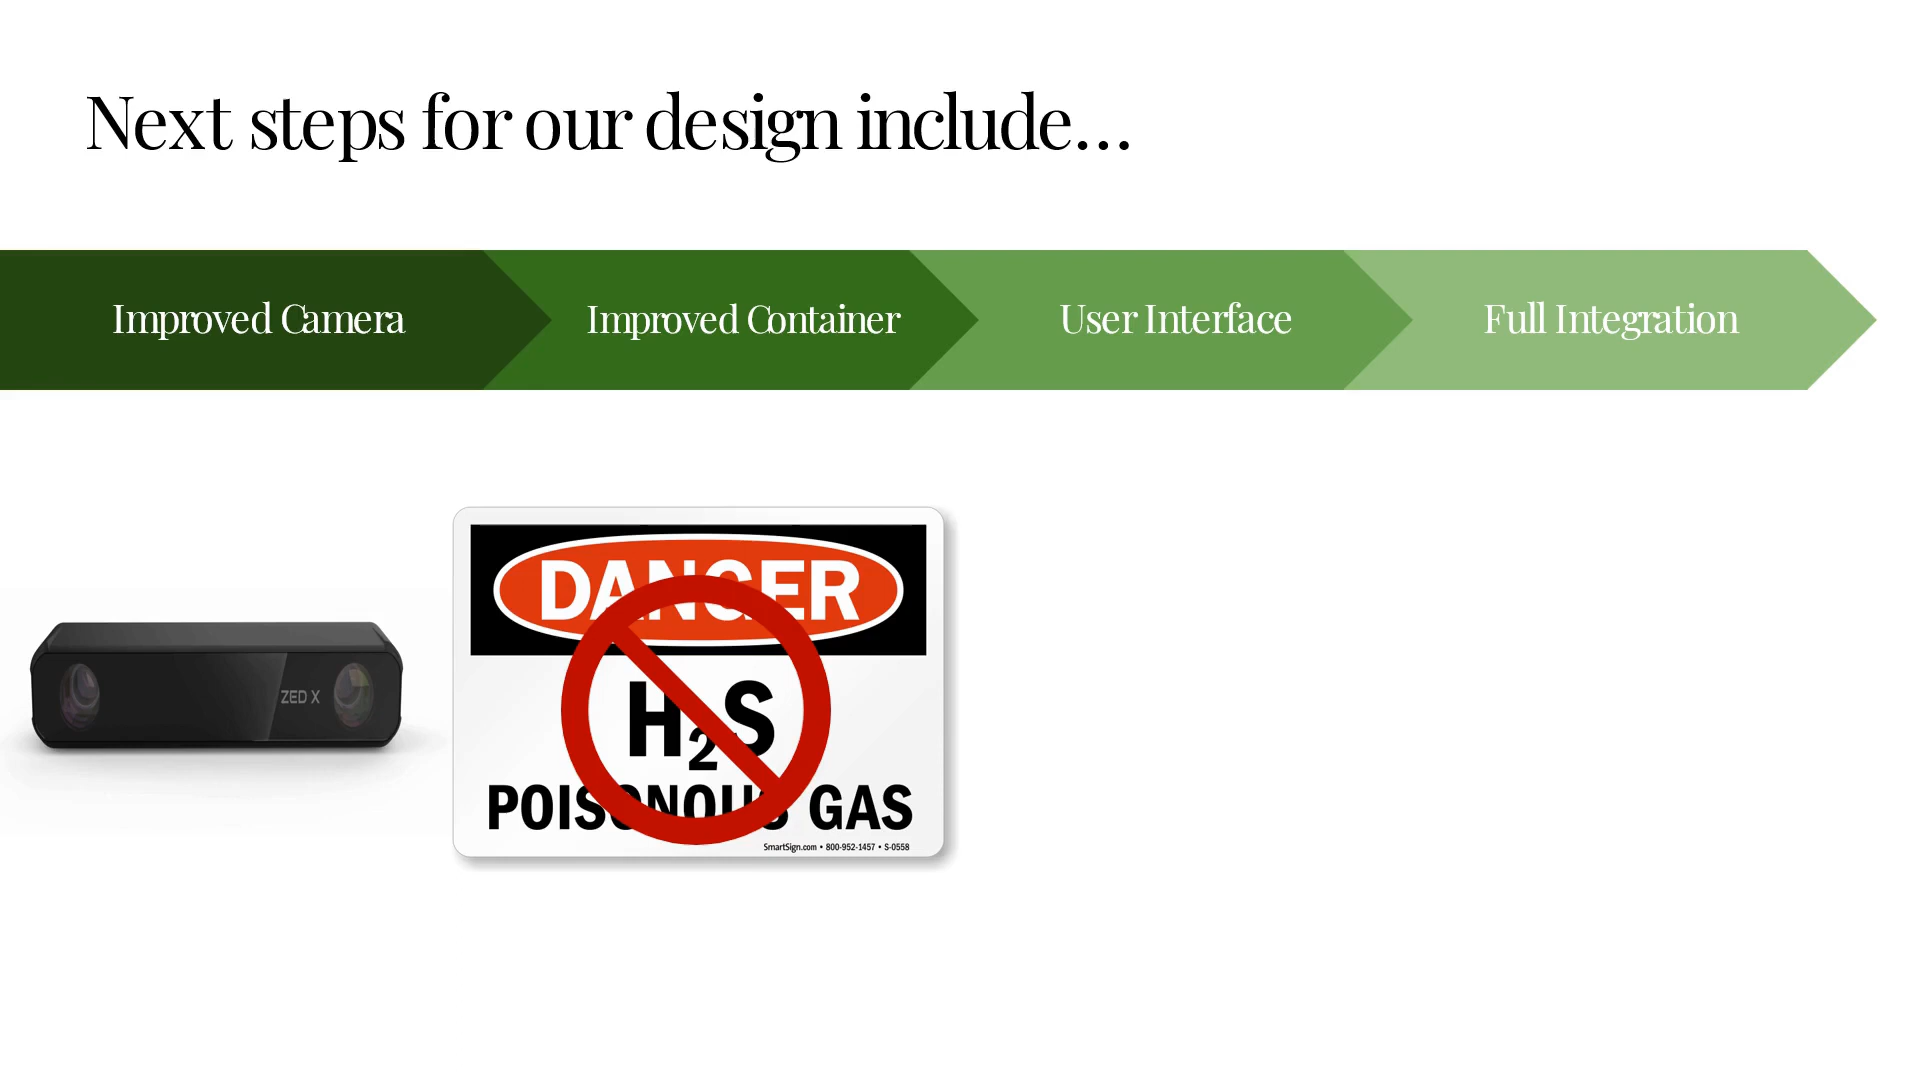 Next steps for our design include...
Improved Camera
Improved Container
User Interface
Full Integration
ZED X
DANGER
H₂S
POISONOUS GAS
SmartSign.com • 800-952-1457 • S-0558